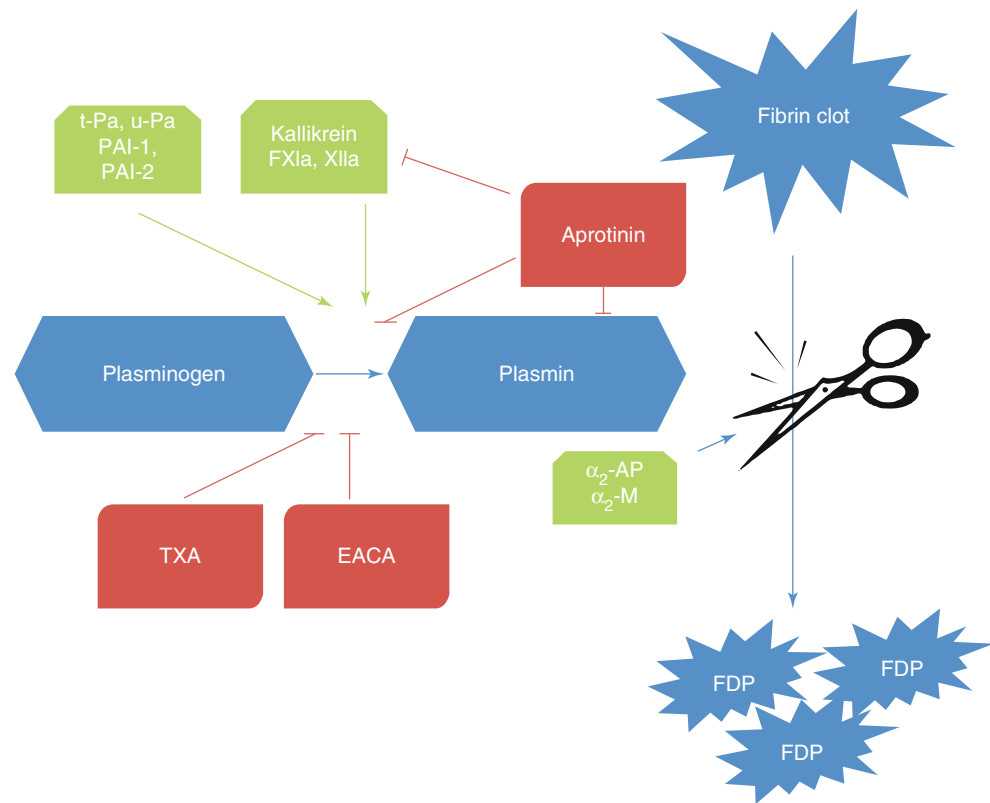 Fibrin clot
t-Pa, u-Pa
PAI-1,
PAI-2
Kallikrein
FXIa, XIIa
Aprotinin
Plasminogen
Plasmin
α₂-AP
α₂-M
TXA
EACA
FDP
FDP
FDP